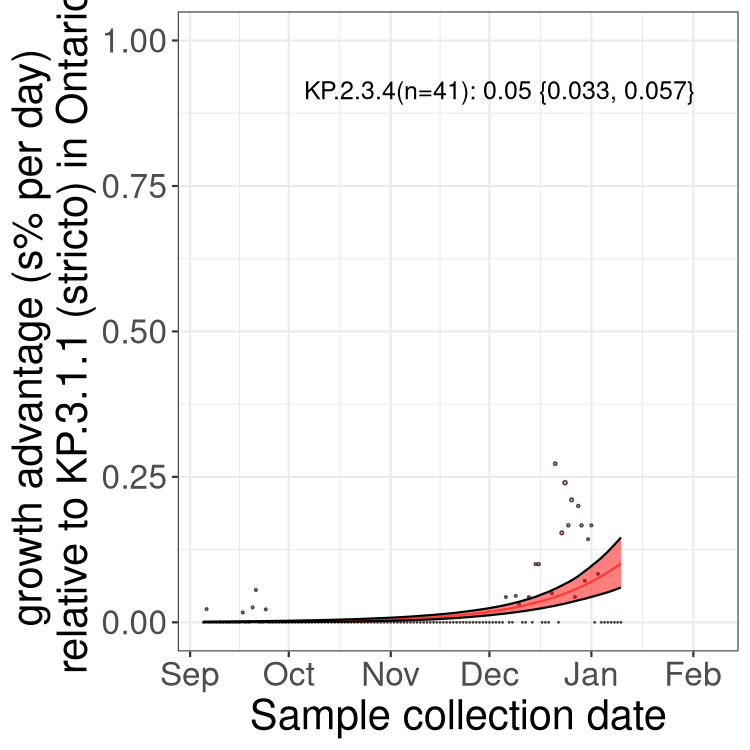 growth advantage (s% per day)
relative to KP.3.1.1 (stricto) in Ontario
1.00
0.75
0.50
0.25
0.00
KP.2.3.4(n=41): 0.05 {0.033, 0.057}
Sep Oct Nov Dec Jan Feb
Sample collection date